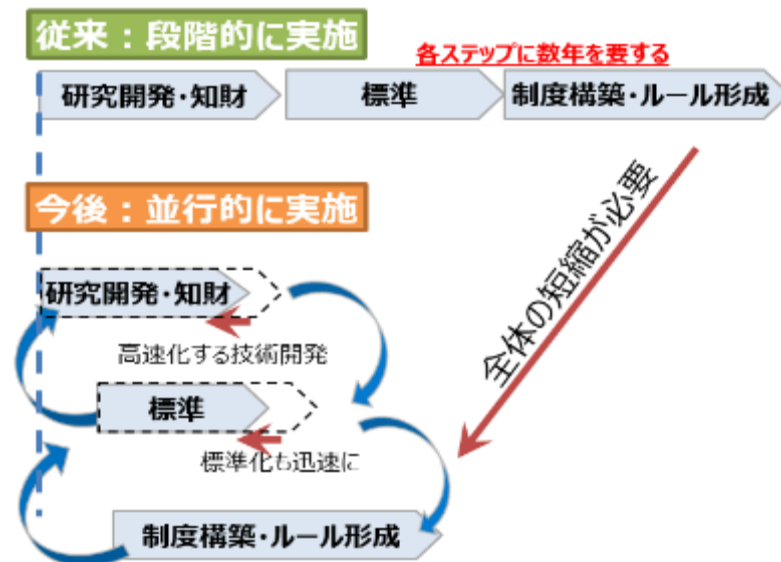 従来：段階的に実施
各ステップに数年を要する
研究開発・知財
標準
制度構築・ルール形成
今後：並行的に実施
全体の短縮が必要
研究開発・知財
高速化する技術開発
標準
標準化も迅速に
制度構築・ルール形成